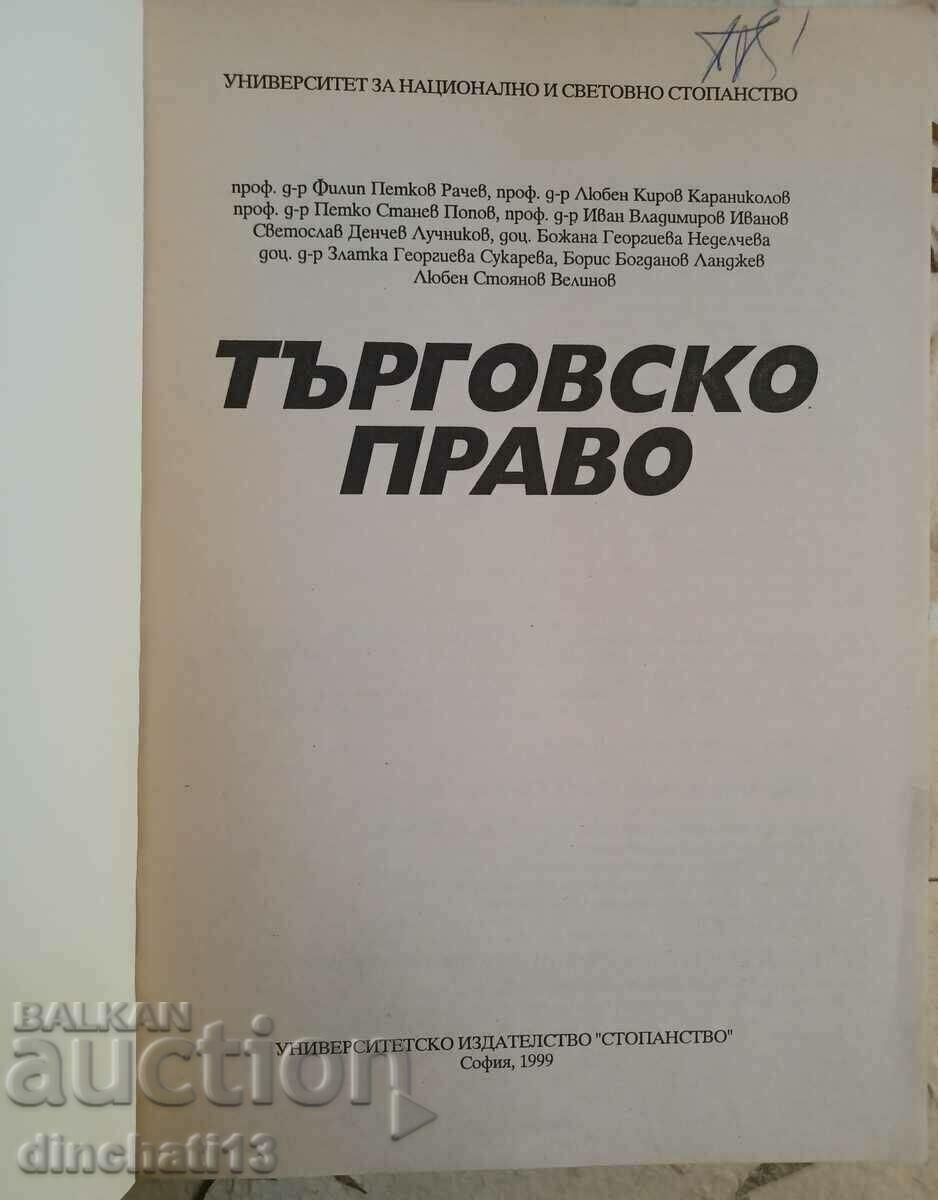 УНИВЕРСИТЕТ ЗА НАЦИОНАЛНО И СВЕТОВНО СТОПАНСТВО
проф. д-р Филип Петков Рачев, проф. д-р Любен Киров Караниколов
проф. д-р Петко Станев Попов, проф. д-р Иван Владимиров Иванов
Светослав Денчев Лучников, доц. Божана Георгиева Неделчева
доц. д-р Златка Георгиева Сукарева, Борис Богданов Ланджев
Любен Стоянов Велинов
ТЪРГОВСКО
ПРАВО
УНИВЕРСИТЕТСКО ИЗДАТЕЛСТВО "СТОПАНСТВО"
София, 1999
BALKAN
auction
dinchati13